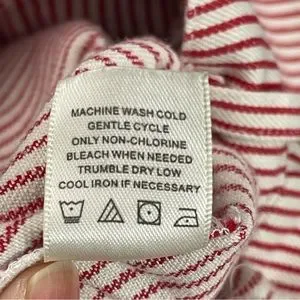 MACHINE WASH COLD
GENTLE CYCLE
ONLY NON-CHLORINE
BLEACH WHEN NEEDED
TRUMBLE DRY LOW
COOL IRON IF NECESSARY